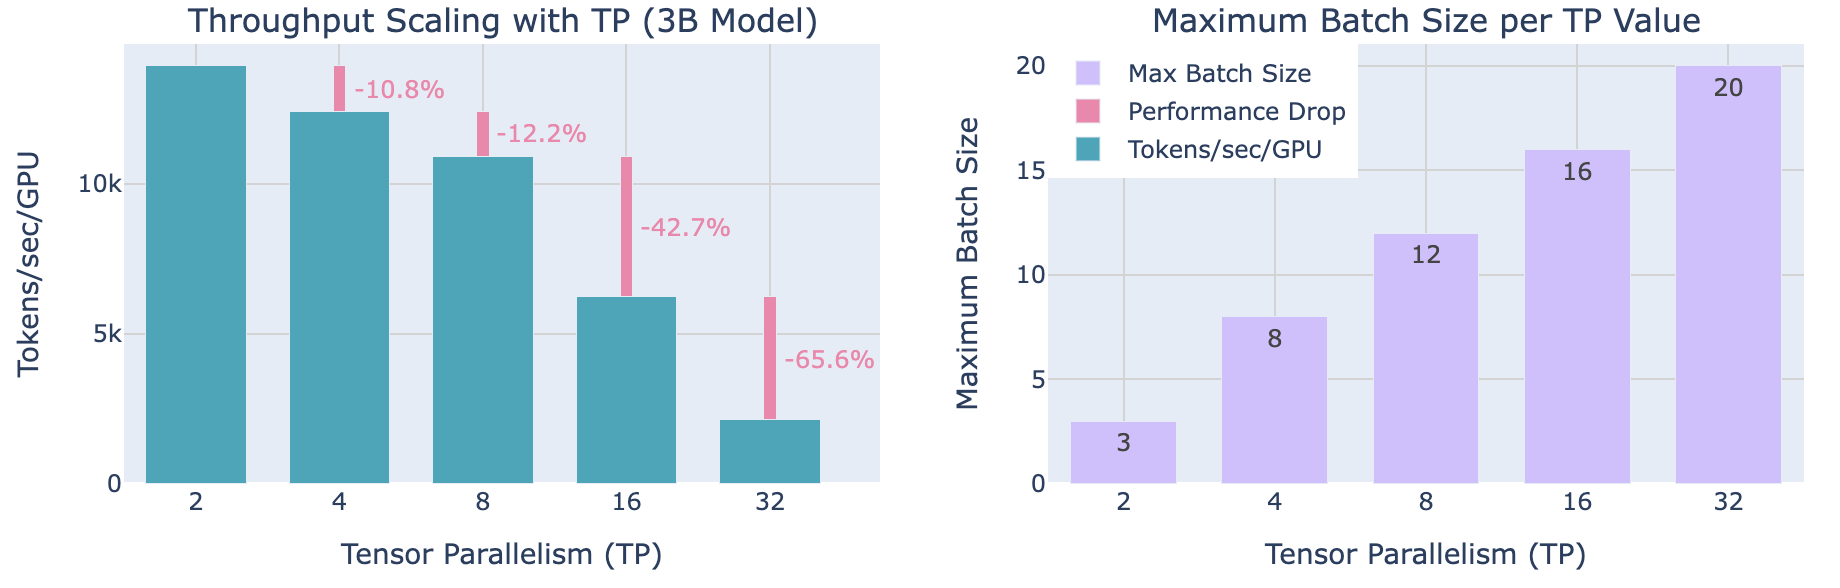 Throughput Scaling with TP (3B Model)
Tokens/sec/GPU
10k
5k
0
-10.8%
-12.2%
-42.7%
-65.6%
2 4 8 16 32
Tensor Parallelism (TP)
Maximum Batch Size per TP Value
Max Batch Size
Performance Drop
Tokens/sec/GPU
Maximum Batch Size
20
15
10
5
0
3
8
12
16
20
2 4 8 16 32
Tensor Parallelism (TP)